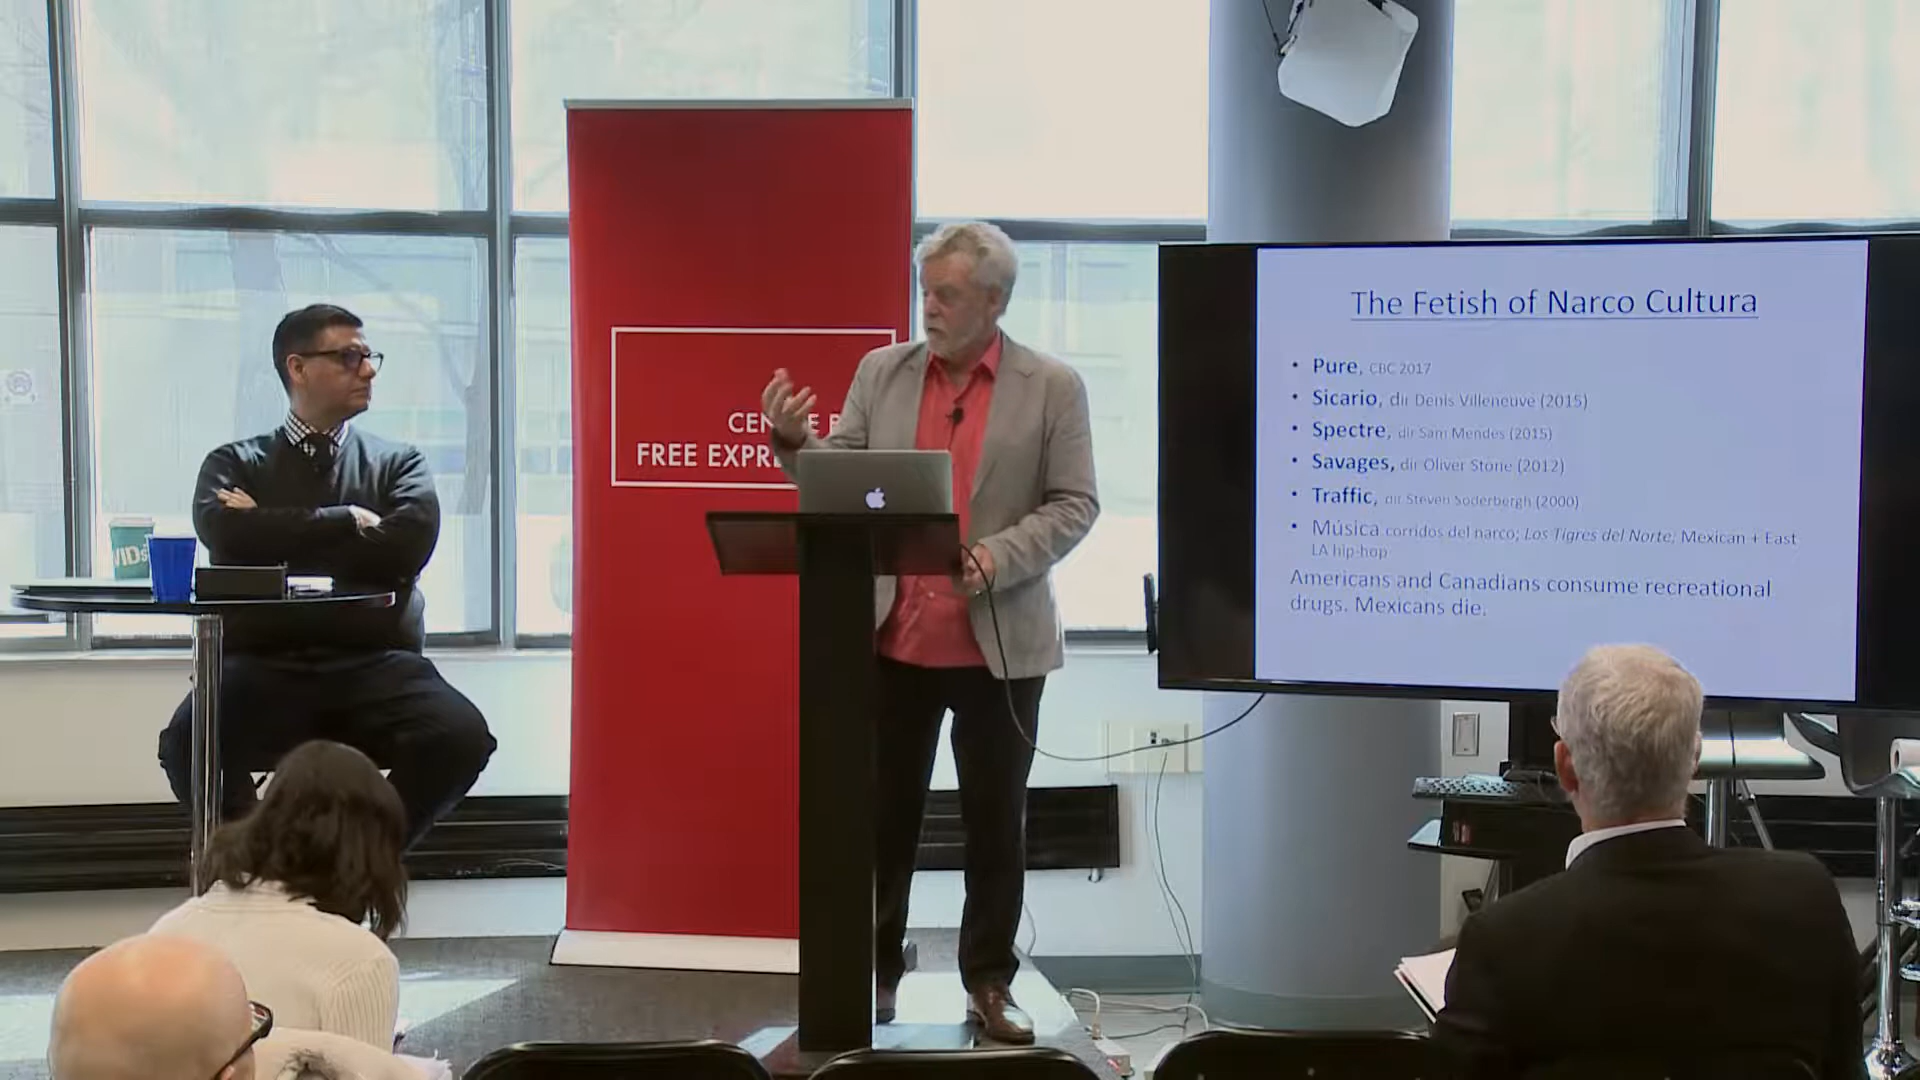 CEN E F
FREE EXPRE
VIDs
The Fetish of Narco Cultura
• Pure, CBC 2017
• Sicario, dir Denis Villeneuve (2015)
• Spectre, dir Sam Mendes (2015)
• Savages, dir Oliver Stone (2012)
• Traffic, dir Steven Soderbergh (2000)
• Música corridos del narco; Los Tigres del Norte; Mexican + East
LA hip-hop
Americans and Canadians consume recreational
drugs. Mexicans die.